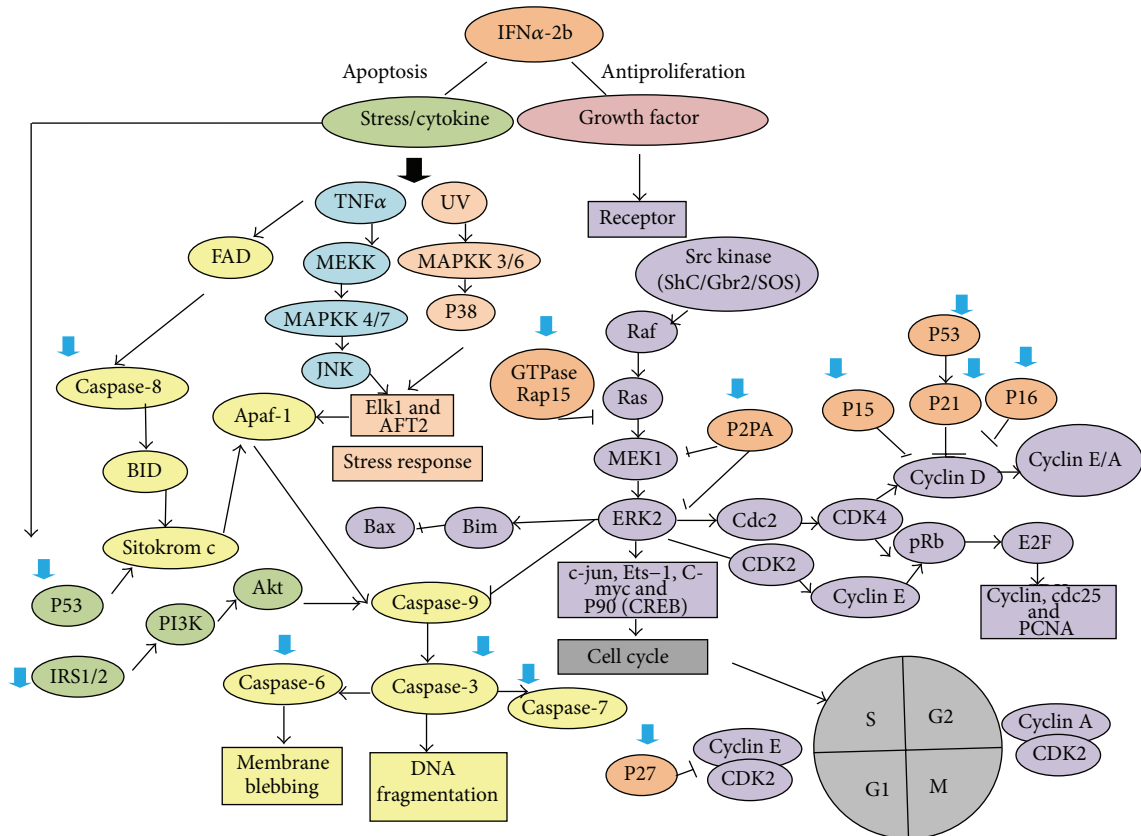 IFNα-2b
Apoptosis
Antiproliferation
Stress/cytokine
Growth factor
TNFα
UV
Receptor
FAD
MEKK
MAPKK 3/6
Src kinase
(ShC/Gbr2/SOS)
MAPKK 4/7
P38
Raf
P53
Caspase-8
JNK
GTPase
Rap15
Ras
P15
P21
P16
Apaf-1
Elk1 and
AFT2
P2PA
Stress response
MEK1
Cyclin D
Cyclin E/A
BID
Bax
Bim
ERK2
Cdc2
CDK4
Sitokrom c
pRb
E2F
CDK2
c-jun, Ets−1, C-
myc and
P90 (CREB)
Cyclin E
Cyclin, cdc25
and
PCNA
P53
PI3K
Akt
Caspase-9
Cell cycle
IRS1/2
Caspase-6
Caspase-3
Caspase-7
S
G2
G1
M
Cyclin A
CDK2
Cyclin E
CDK2
P27
Membrane
blebbing
DNA
fragmentation